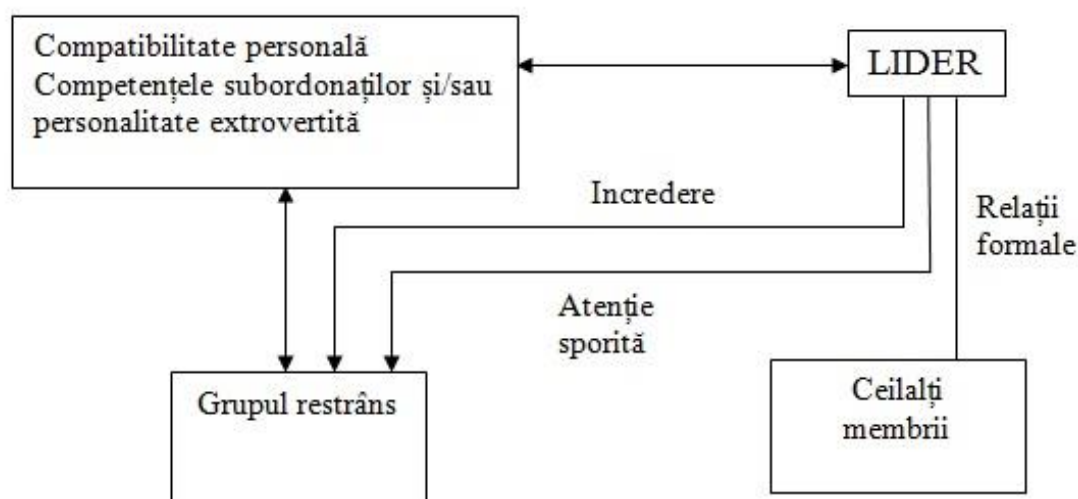 Compatibilitate personală
Competențele subordonaților și/sau
personalitate extrovertită
LIDER
Incredere
Relații
formale
Atenție
sporită
Grupul restrâns
Ceilalți
membrii